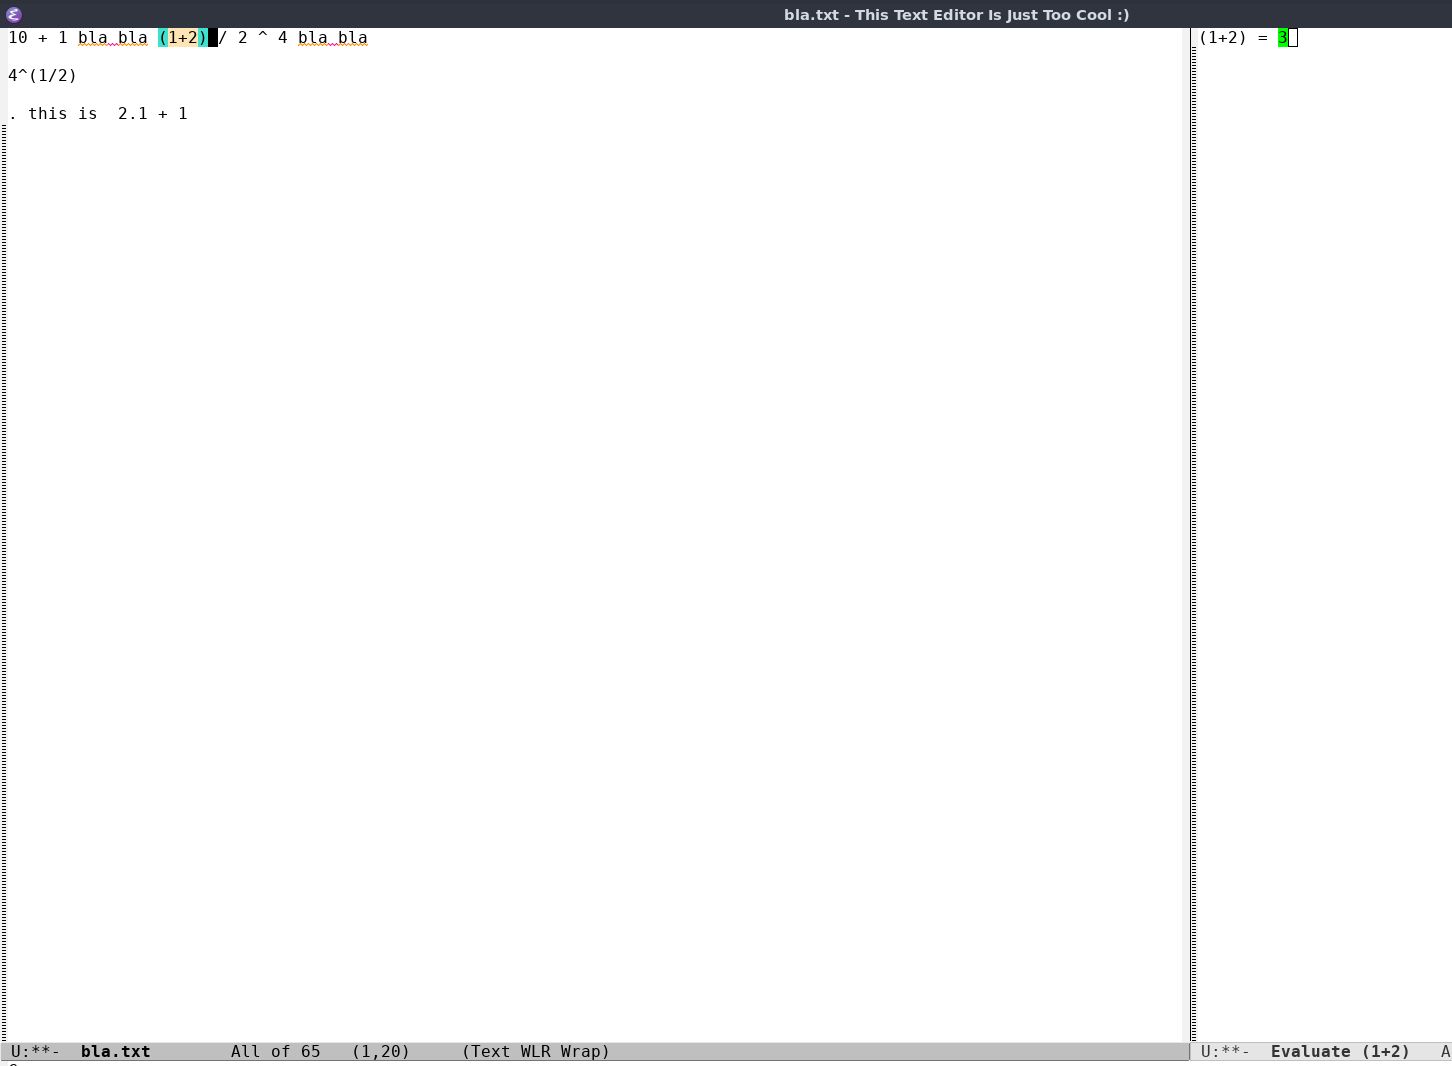 bla.txt - This Text Editor Is Just Too Cool :)
10 + 1 bla bla (1+2) / 2 ^ 4 bla bla
4^(1/2)
. this is  2.1 + 1
(1+2) = 3
U:**-  bla.txt        All of 65   (1,20)     (Text WLR Wrap)
U:**-  Evaluate (1+2)   A